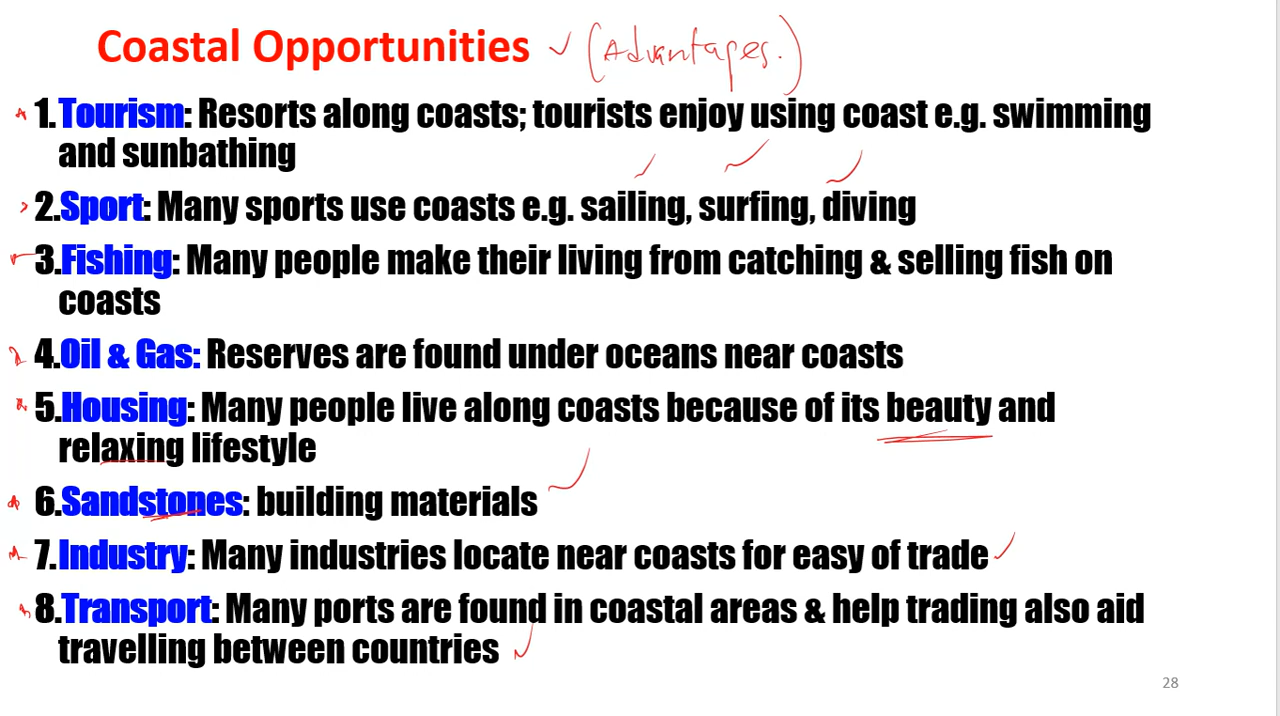 Coastal Opportunities (Advantages.)
1.Tourism: Resorts along coasts; tourists enjoy using coast e.g. swimming
and sunbathing
2.Sport: Many sports use coasts e.g. sailing, surfing, diving
3.Fishing: Many people make their living from catching & selling fish on
coasts
4.Oil & Gas: Reserves are found under oceans near coasts
5.Housing: Many people live along coasts because of its beauty and
relaxing lifestyle
6.Sandstones: building materials
7.Industry: Many industries locate near coasts for easy of trade
8.Transport: Many ports are found in coastal areas & help trading also aid
travelling between countries
28